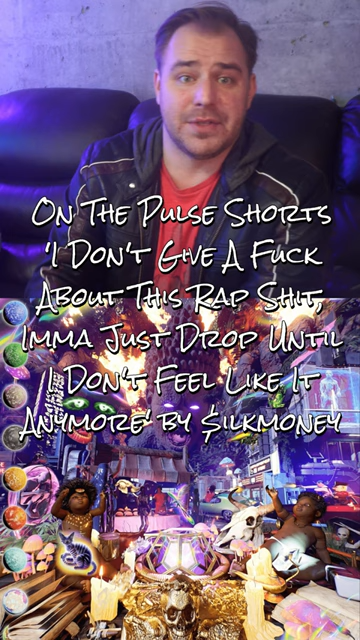 On The Pulse Shorts
'I Don't Give A Fuck
About This Rap Shit,
Imma Just Drop Until
I Don't Feel Like It
Anymore' by $ilkmoney